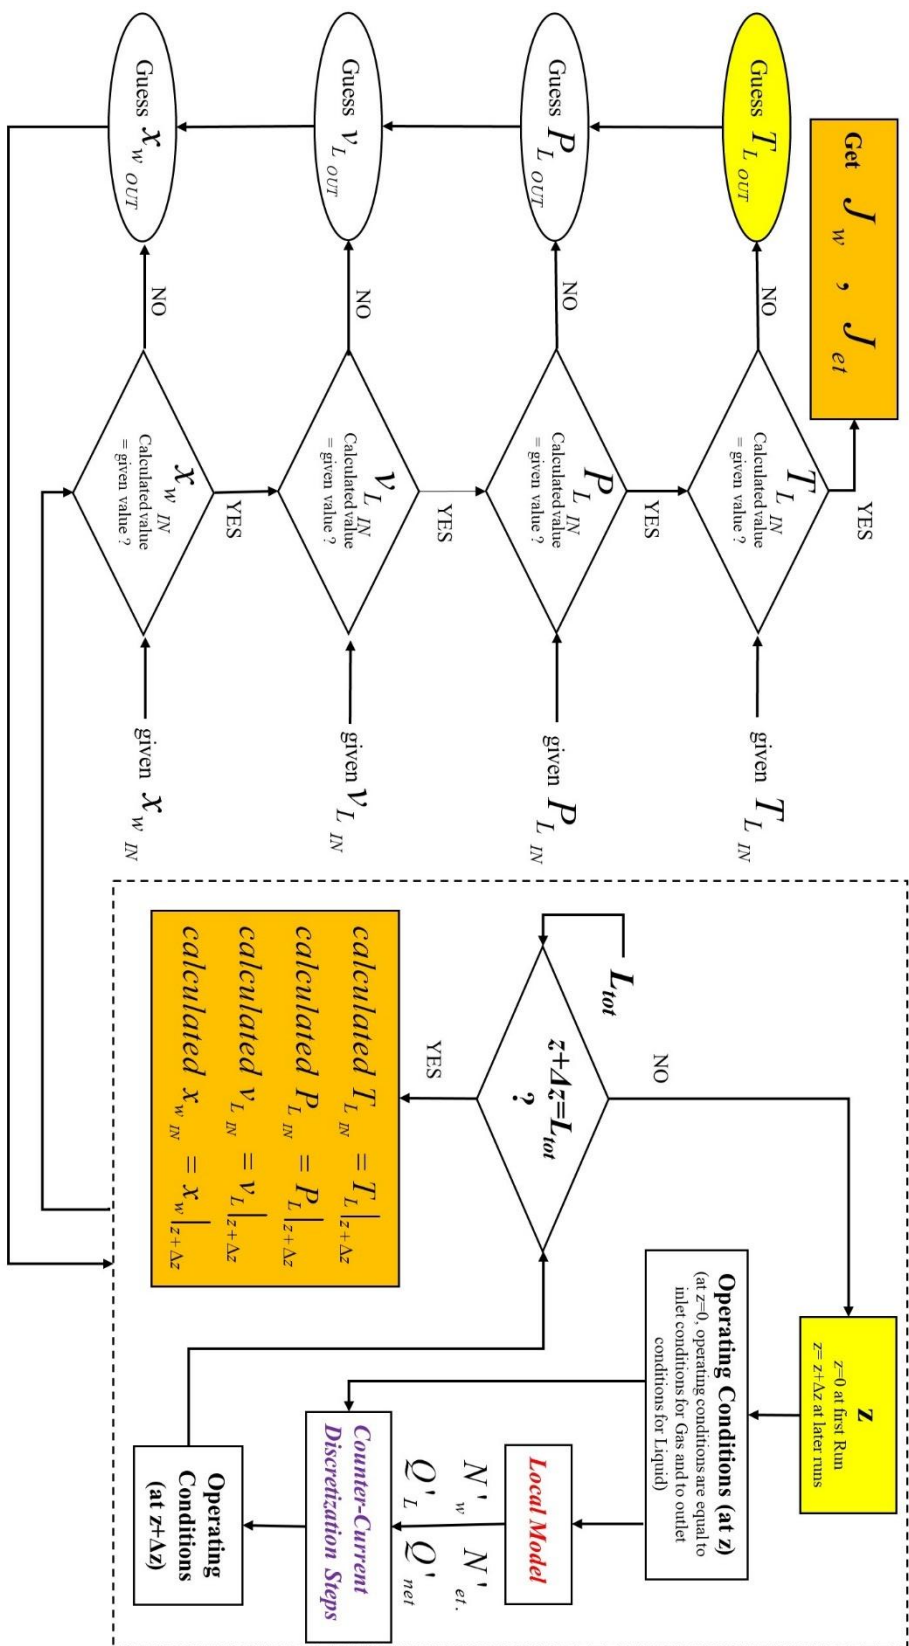 Get J_w , J_et
YES
Guess T_L OUT
NO
T_L IN
Calculated value
= given value ?
given T_L IN
YES
Guess P_L OUT
NO
P_L IN
Calculated value
= given value ?
given P_L IN
YES
Guess v_L OUT
NO
v_L IN
Calculated value
= given value ?
given v_L IN
YES
Guess x_w OUT
NO
x_w IN
Calculated value
= given value ?
given x_w IN
z
z=0 at first Run
z= z+Δz at later runs
Operating Conditions (at z)
(at z=0, operating conditions are equal to
inlet conditions for Gas and to outlet
conditions for Liquid)
Local Model
N'_w N'_et.
Q'_L Q'_net
Counter-Current
Discretization Steps
Operating
Conditions
(at z+Δz)
L_tot
NO
z+Δz=L_tot
?
YES
calculated T_L IN = T_L|z+Δz
calculated P_L IN = P_L|z+Δz
calculated v_L IN = v_L|z+Δz
calculated x_w IN = x_w|z+Δz